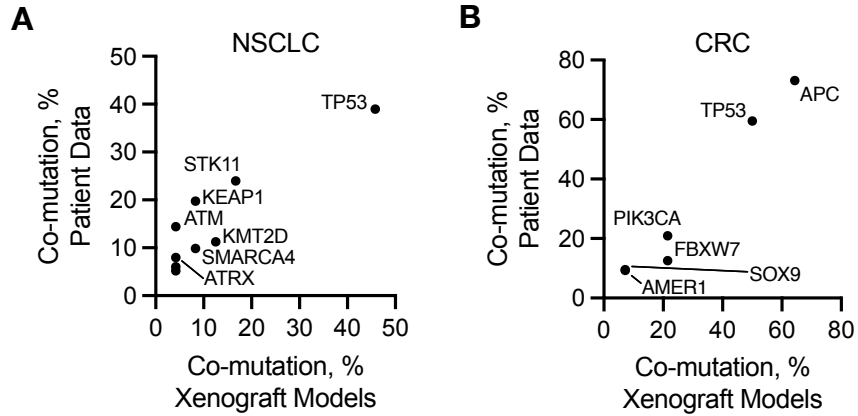 A
NSCLC
Co-mutation, %
Patient Data
50
40
30
20
10
0
TP53
STK11
KEAP1
ATM
KMT2D
SMARCA4
ATRX
0 10 20 30 40 50
Co-mutation, %
Xenograft Models
B
CRC
Co-mutation, %
Patient Data
80
60
40
20
0
APC
TP53
PIK3CA
FBXW7
SOX9
AMER1
0 20 40 60 80
Co-mutation, %
Xenograft Models